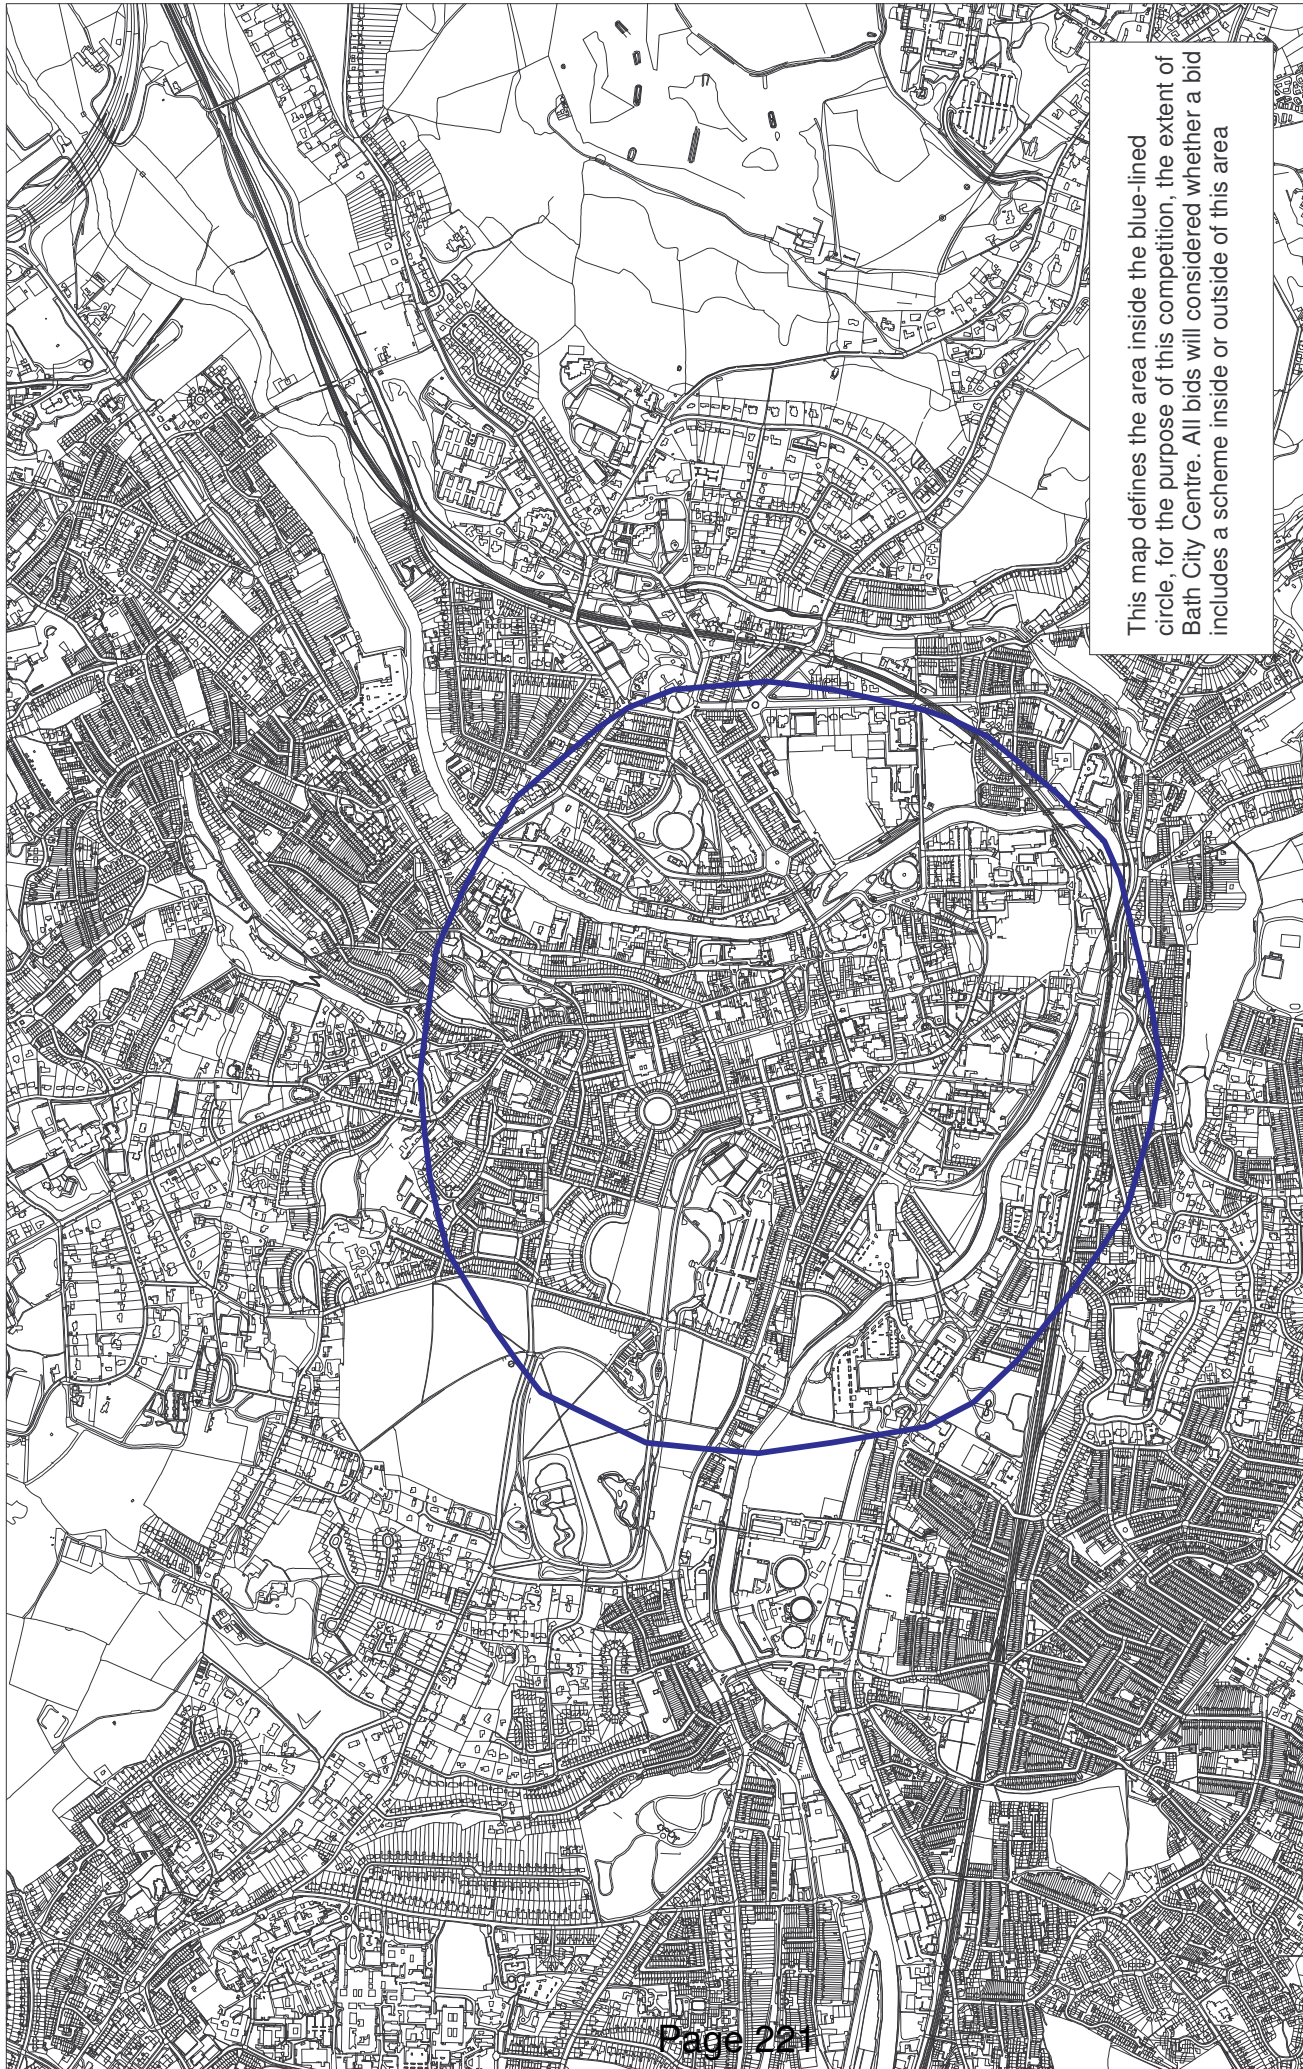 This map defines the area inside the blue-lined
circle, for the purpose of this competition, the extent of
Bath City Centre. All bids will considered whether a bid
includes a scheme inside or outside of this area
Page 221